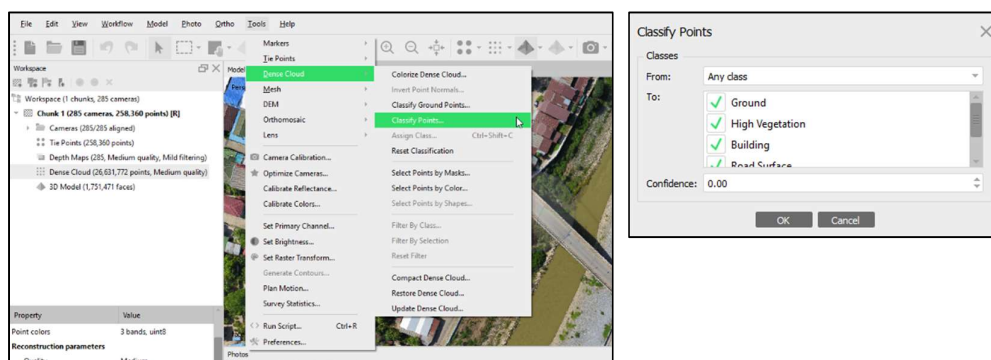 File Edit View Workflow Model Photo Ortho Tools Help
Workspace
Model
Workspace (1 chunks, 285 cameras)
Chunk 1 (285 cameras, 258,360 points) [R]
Cameras (285/285 aligned)
Tie Points (258,360 points)
Depth Maps (285, Medium quality, Mild filtering)
Dense Cloud (26,631,772 points, Medium quality)
3D Model (1,751,471 faces)
Property Value
Point colors 3 bands, uint8
Reconstruction parameters
Photos
Markers
Tie Points
Dense Cloud
Mesh
DEM
Orthomosaic
Lens
Camera Calibration...
Optimize Cameras...
Calibrate Reflectance...
Calibrate Colors...
Set Primary Channel...
Set Brightness...
Set Raster Transform...
Generate Contours...
Plan Motion...
Survey Statistics...
Run Script... Ctrl+R
Preferences...
Colorize Dense Cloud...
Invert Point Normals...
Classify Ground Points...
Classify Points...
Assign Class... Ctrl+Shift+C
Reset Classification
Select Points by Masks...
Select Points by Color...
Select Points by Shapes...
Filter By Class...
Filter By Selection
Reset Filter
Compact Dense Cloud...
Restore Dense Cloud...
Update Dense Cloud...
Classify Points
Classes
From: Any class
To: Ground
High Vegetation
Building
Road Surface
Confidence: 0.00
OK Cancel